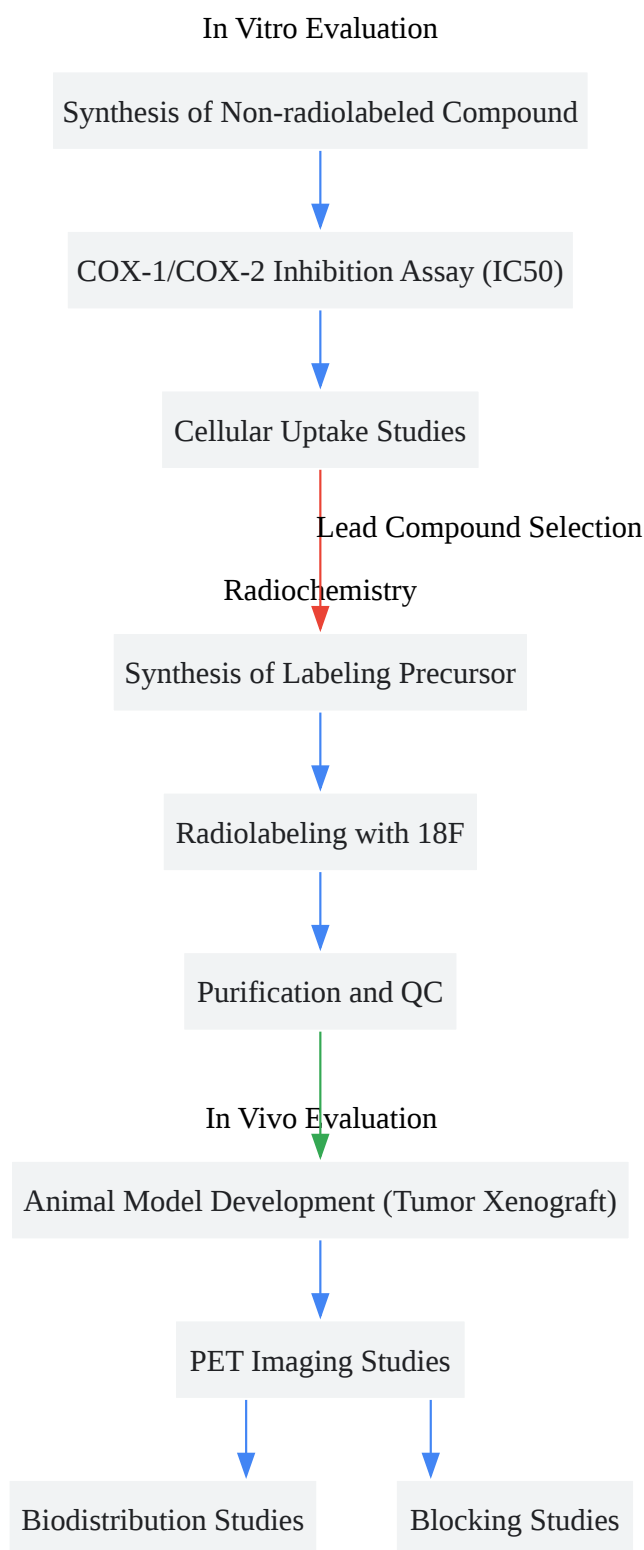 In Vitro Evaluation
Synthesis of Non-radiolabeled Compound
COX-1/COX-2 Inhibition Assay (IC50)
Cellular Uptake Studies
Lead Compound Selection
Radiochemistry
Synthesis of Labeling Precursor
Radiolabeling with 18F
Purification and QC
In Vivo Evaluation
Animal Model Development (Tumor Xenograft)
PET Imaging Studies
Biodistribution Studies
Blocking Studies